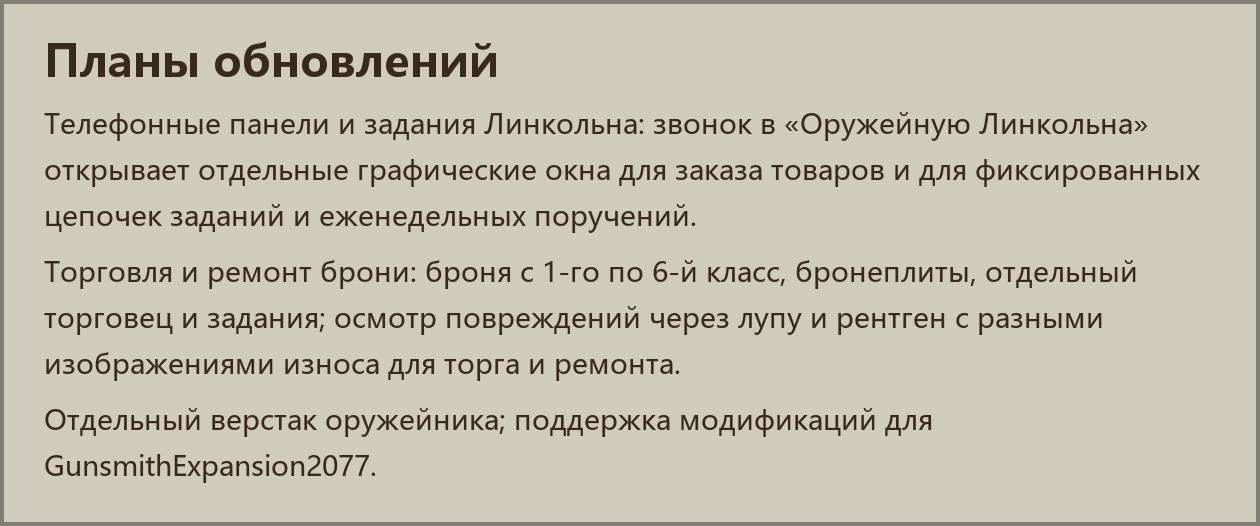 Планы обновлений
Телефонные панели и задания Линкольна: звонок в «Оружейную Линкольна»
открывает отдельные графические окна для заказа товаров и для фиксированных
цепочек заданий и еженедельных поручений.
Торговля и ремонт брони: броня с 1-го по 6-й класс, бронеплиты, отдельный
торговец и задания; осмотр повреждений через лупу и рентген с разными
изображениями износа для торга и ремонта.
Отдельный верстак оружейника; поддержка модификаций для
GunsmithExpansion2077.